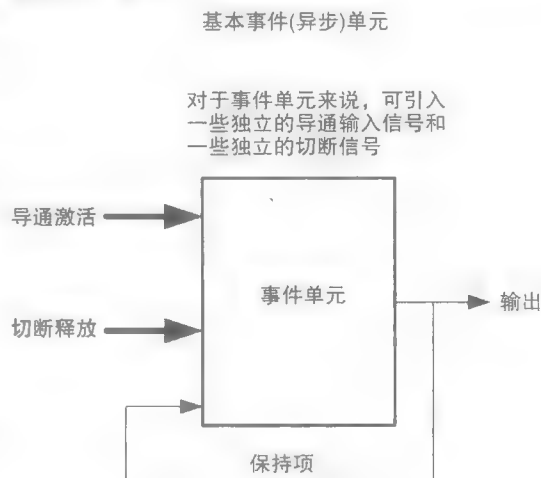 基本事件(异步)单元
对于事件单元来说，可引入
一些独立的导通输入信号和
一些独立的切断信号
导通激活
事件单元
输出
切断释放
保持项